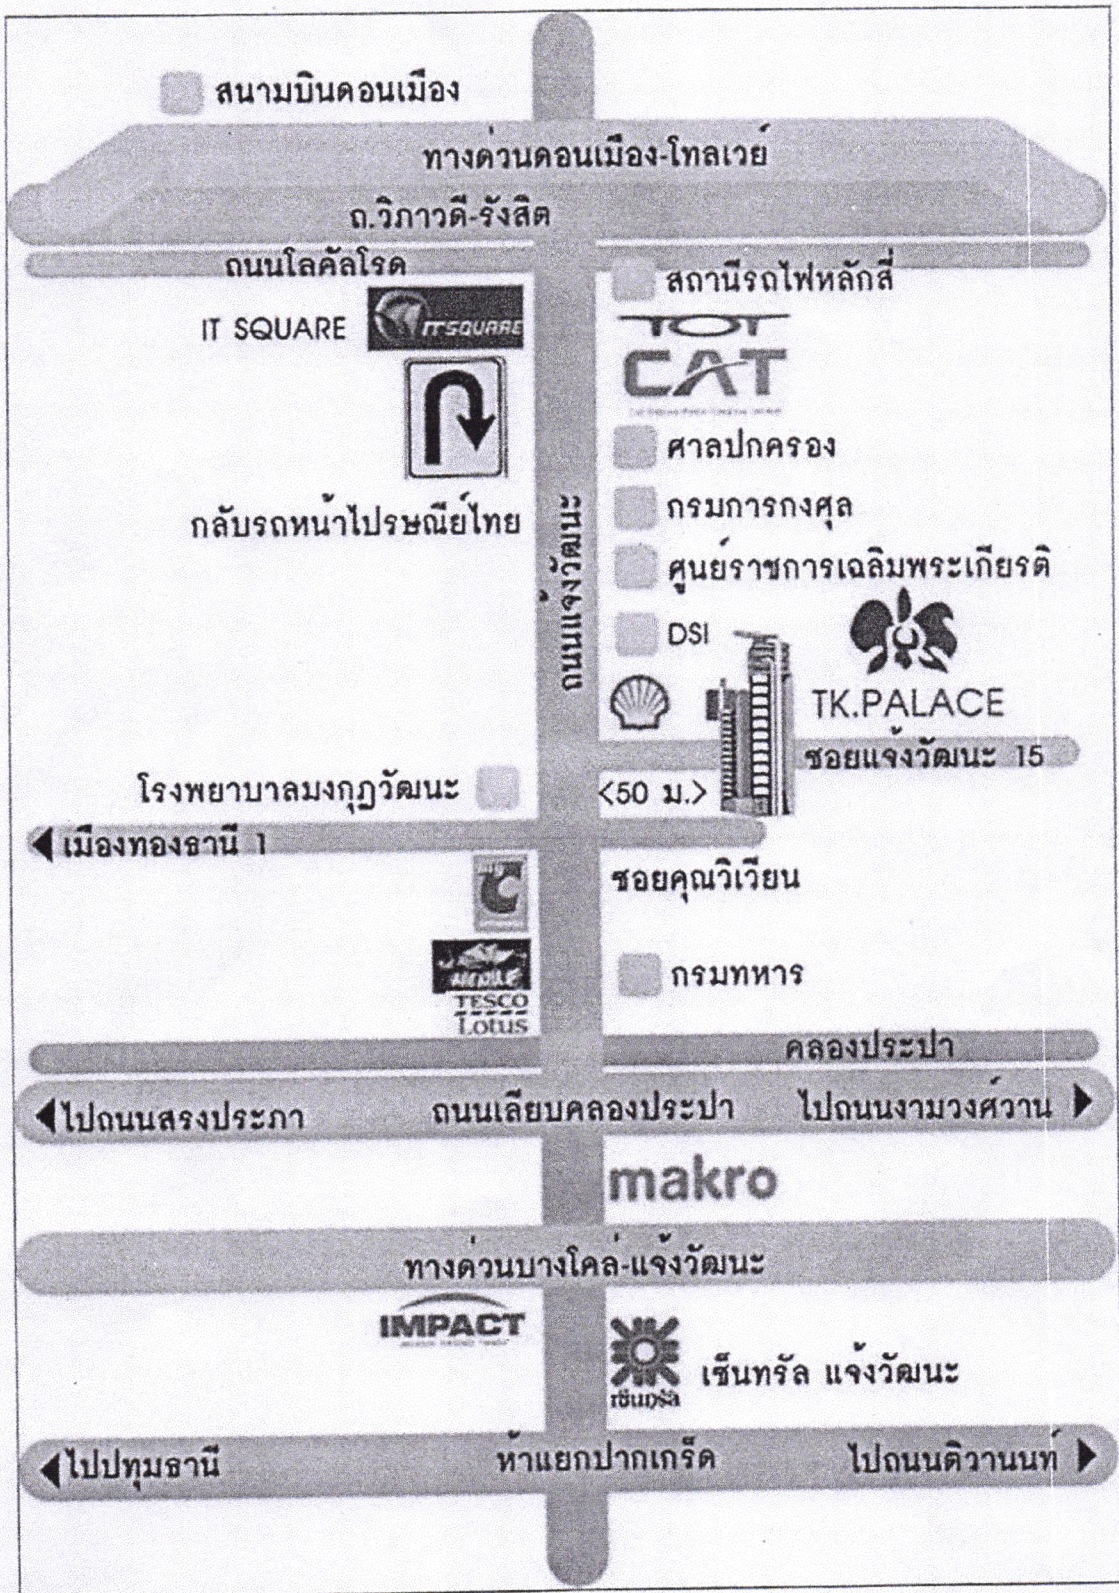 สนามบินดอนเมือง
ทางด่วนดอนเมือง-โทลเวย์
ถ.วิภาวดี-รังสิต
ถนนโลคัลโรด
สถานีรถไฟหลักสี่
IT SQUARE
IT SQUARE
TOT
CAT
ศาลปกครอง
กรมการกงศุล
กลับรถหน้าไปรษณีย์ไทย
ถนนแจ้งวัฒนะ
ศูนย์ราชการเฉลิมพระเกียรติ
DSI
TK.PALACE
ซอยแจ้งวัฒนะ 15
โรงพยาบาลมงกุฎวัฒนะ
<50 ม.>
เมืองทองธานี 1
C
ซอยคุณวิเวียน
กรมทหาร
TESCO
Lotus
คลองประปา
ไปถนนสรงประภา
ถนนเลียบคลองประปา
ไปถนนงามวงศ์วาน
makro
ทางด่วนบางโคล่-แจ้งวัฒนะ
IMPACT
เซ็นทรัล
เซ็นทรัล แจ้งวัฒนะ
ไปปทุมธานี
ห้าแยกปากเกร็ด
ไปถนนติวานนท์